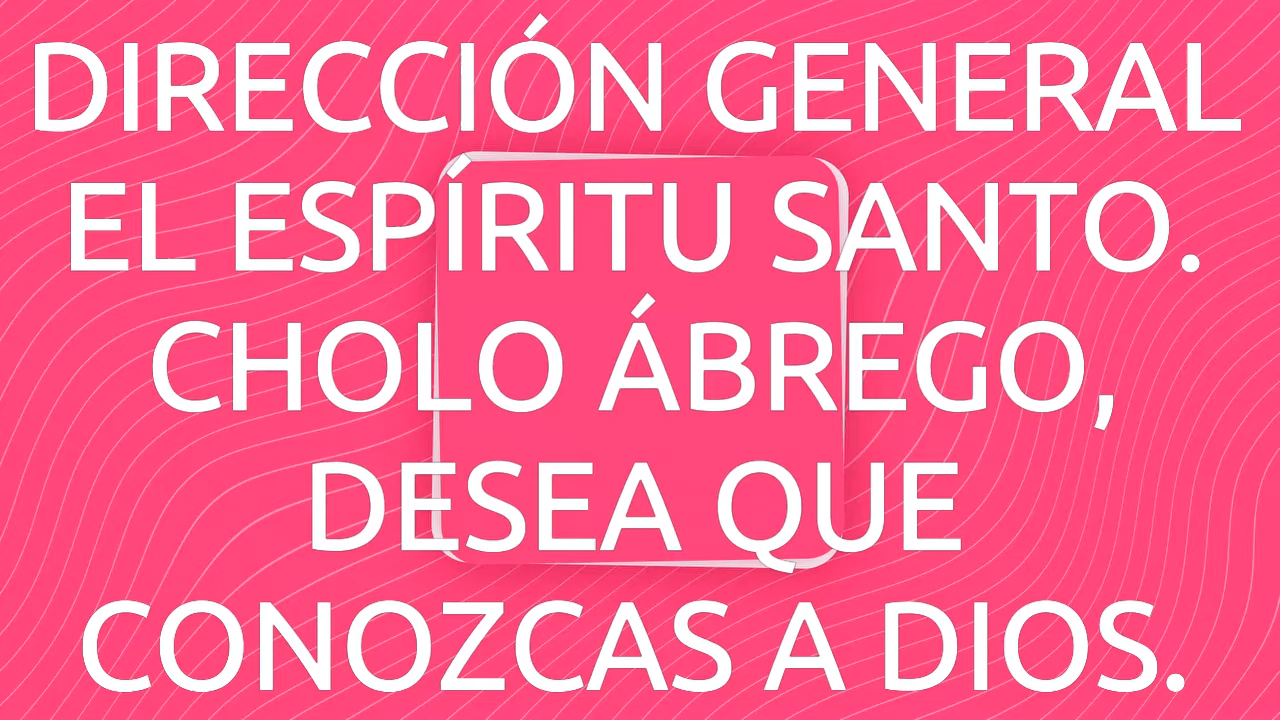 DIRECCIÓN GENERAL
EL ESPÍRITU SANTO.
CHOLO ÁBREGO,
DESEA QUE
CONOZCAS A DIOS.